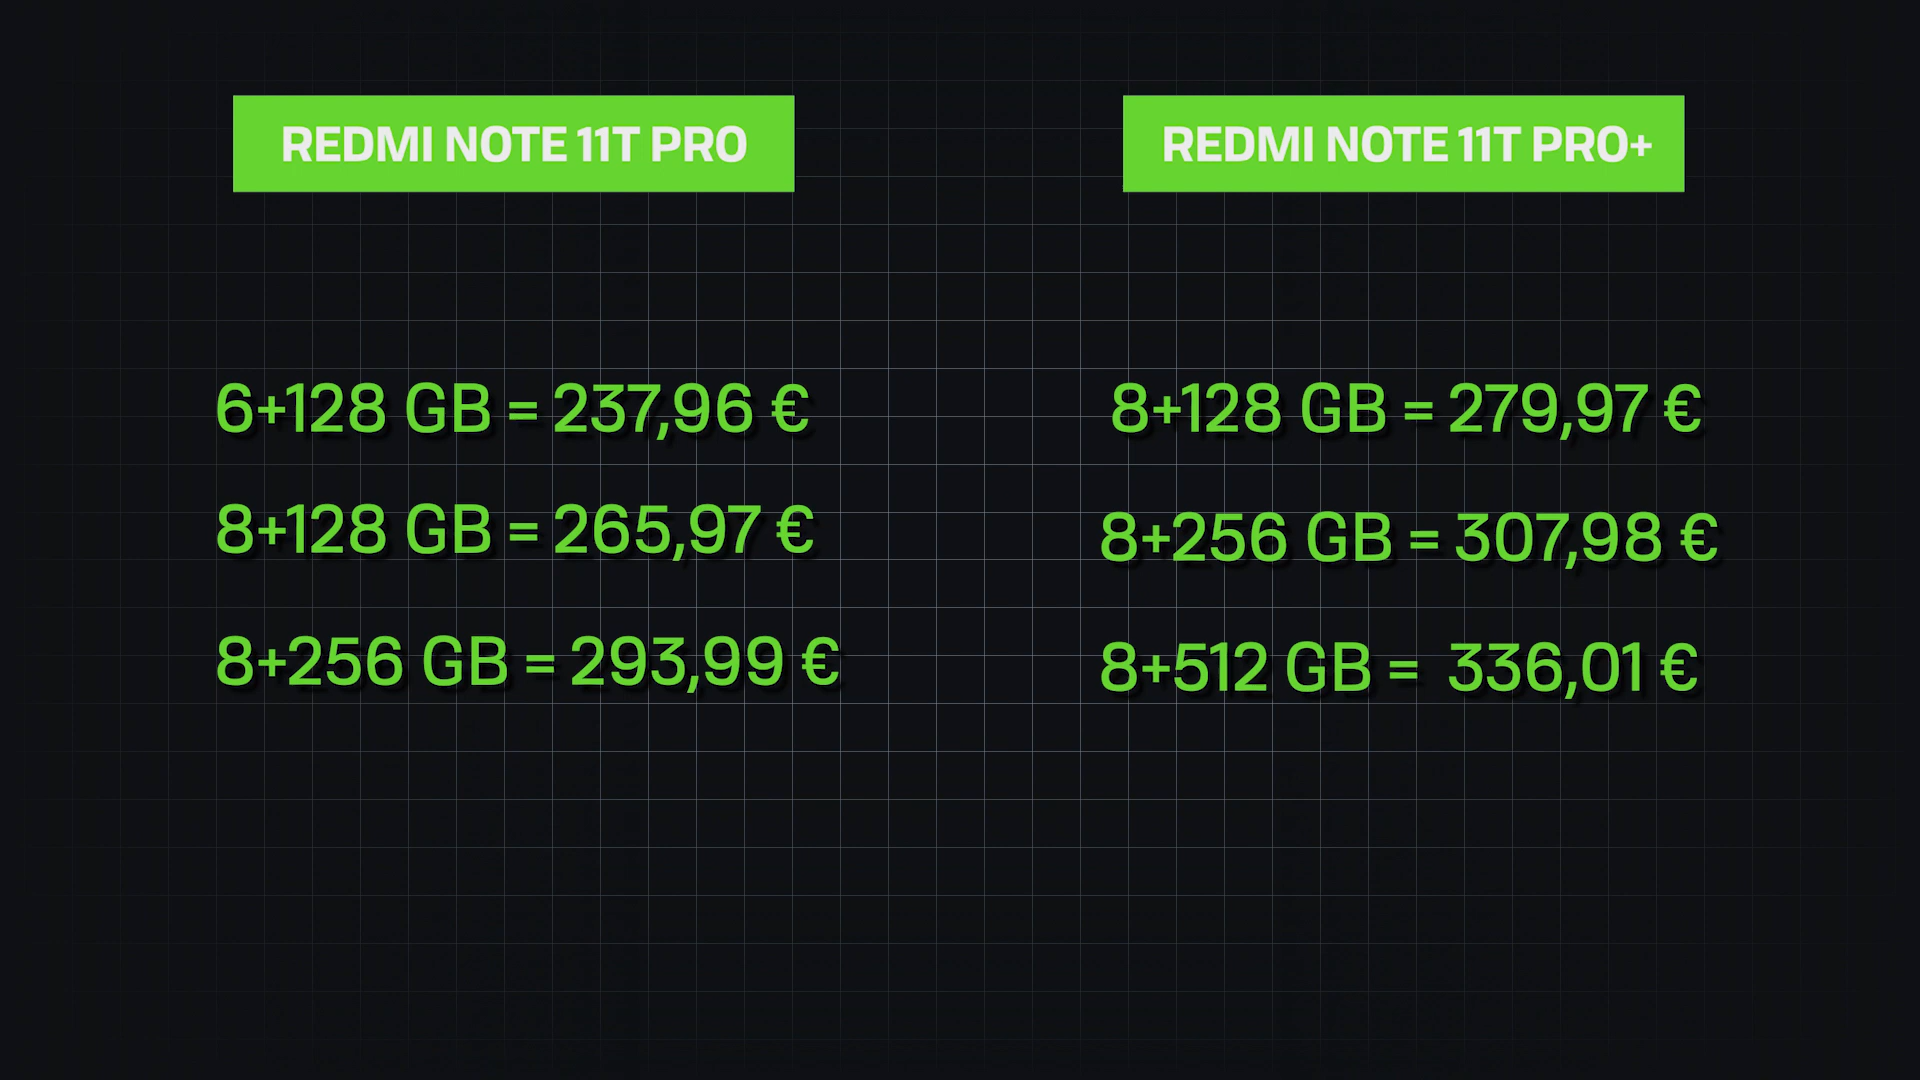 REDMI NOTE 11T PRO
6+128 GB = 237,96 €
8+128 GB = 265,97 €
8+256 GB = 293,99 €
REDMI NOTE 11T PRO+
8+128 GB = 279,97 €
8+256 GB = 307,98 €
8+512 GB = 336,01 €